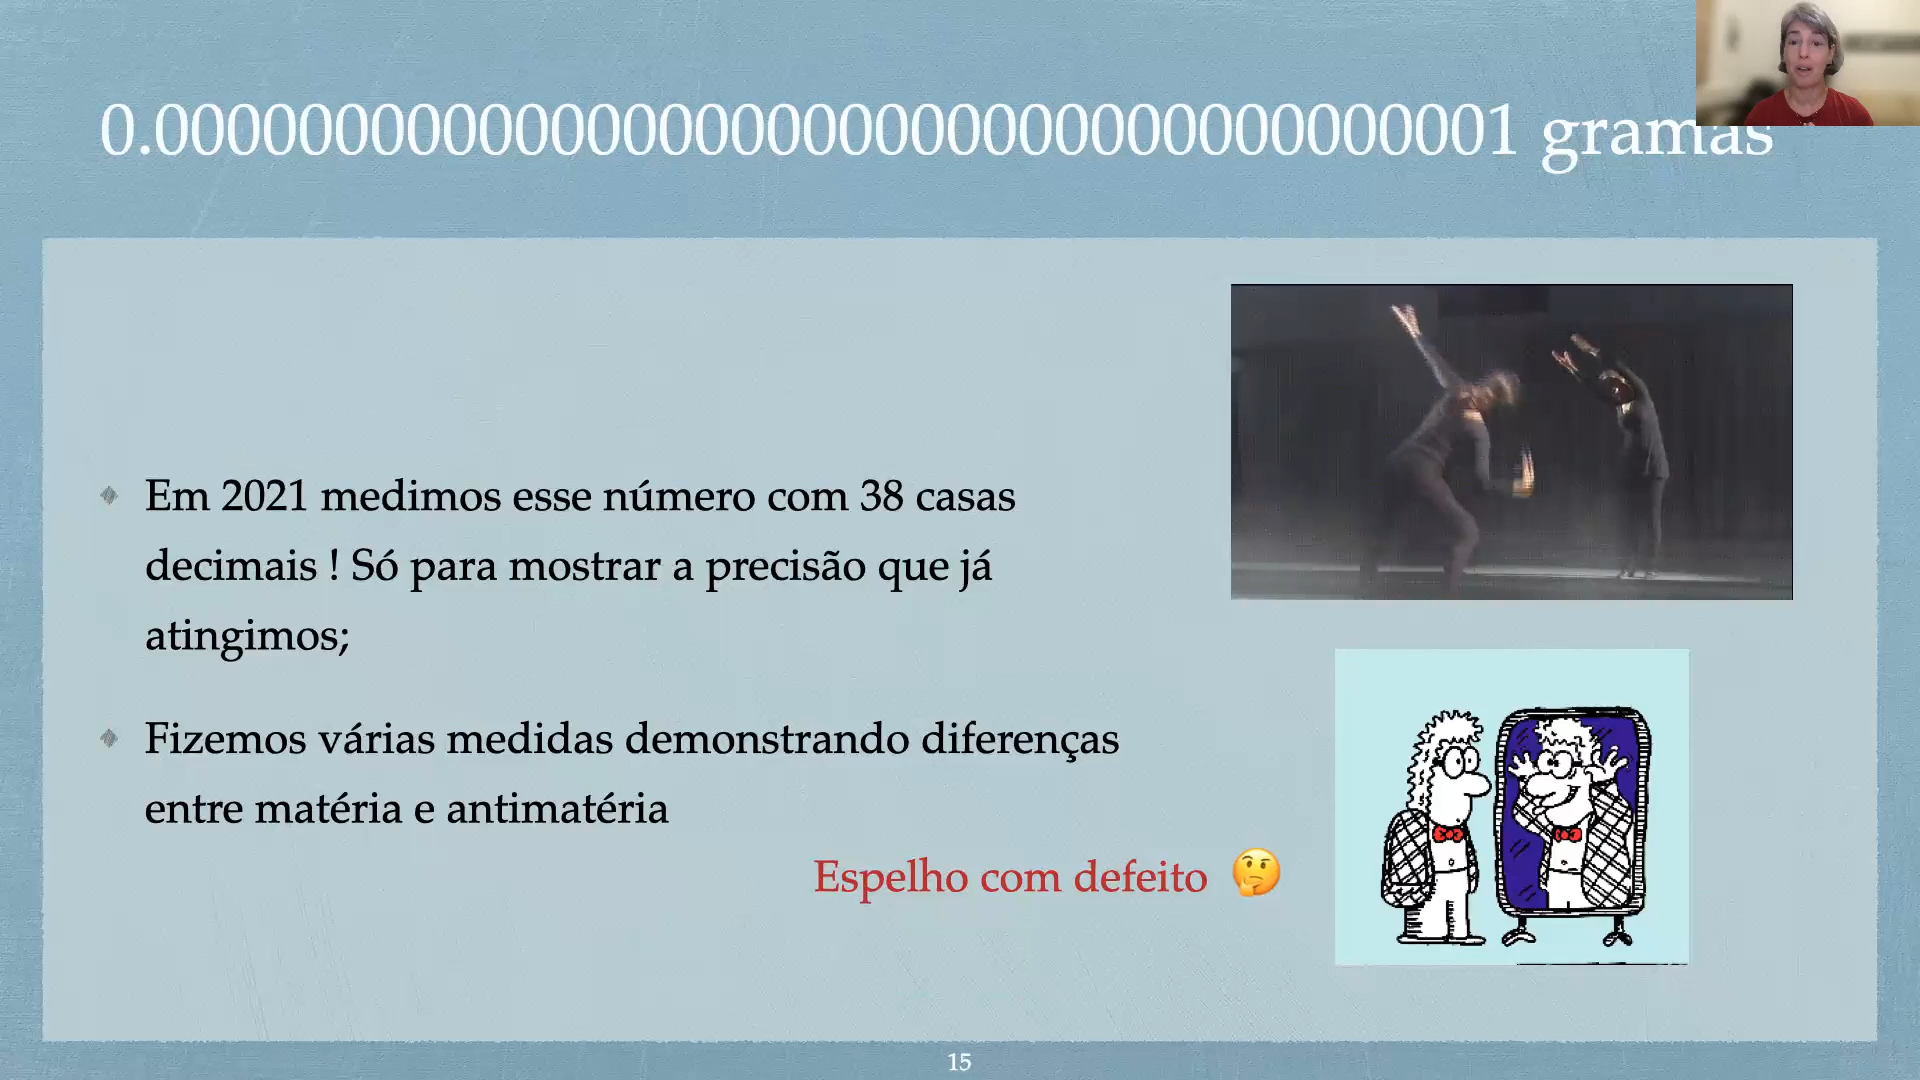 0.00000000000000000000000000000000000001 gramas
Em 2021 medimos esse número com 38 casas
decimais ! Só para mostrar a precisão que já
atingimos;
Fizemos várias medidas demonstrando diferenças
entre matéria e antimatéria
Espelho com defeito 🤔
15